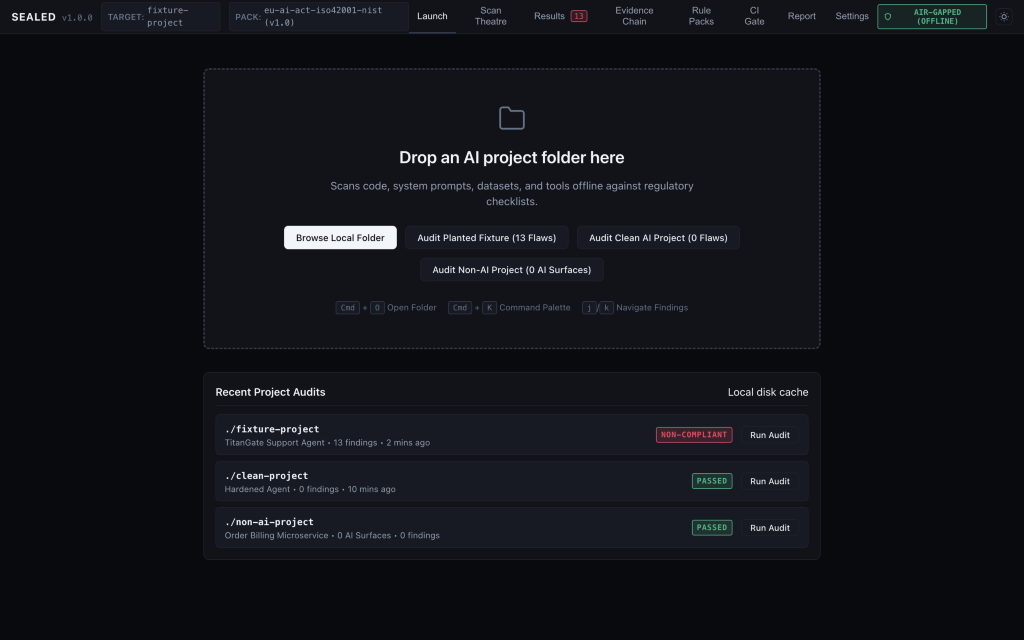 SEALED v1.0.0
TARGET: fixture-
project
PACK: eu-ai-act-iso42001-nist
(v1.0)
Launch
Scan
Theatre
Results 13
Evidence
Chain
Rule
Packs
CI
Gate
Report
Settings
AIR-GAPPED
(OFFLINE)
Drop an AI project folder here
Scans code, system prompts, datasets, and tools offline against regulatory
checklists.
Browse Local Folder
Audit Planted Fixture (13 Flaws)
Audit Clean AI Project (0 Flaws)
Audit Non-AI Project (0 AI Surfaces)
Cmd + O Open Folder Cmd + K Command Palette j / k Navigate Findings
Recent Project Audits
Local disk cache
./fixture-project
TitanGate Support Agent • 13 findings • 2 mins ago
NON-COMPLIANT
Run Audit
./clean-project
Hardened Agent • 0 findings • 10 mins ago
PASSED
Run Audit
./non-ai-project
Order Billing Microservice • 0 AI Surfaces • 0 findings
PASSED
Run Audit